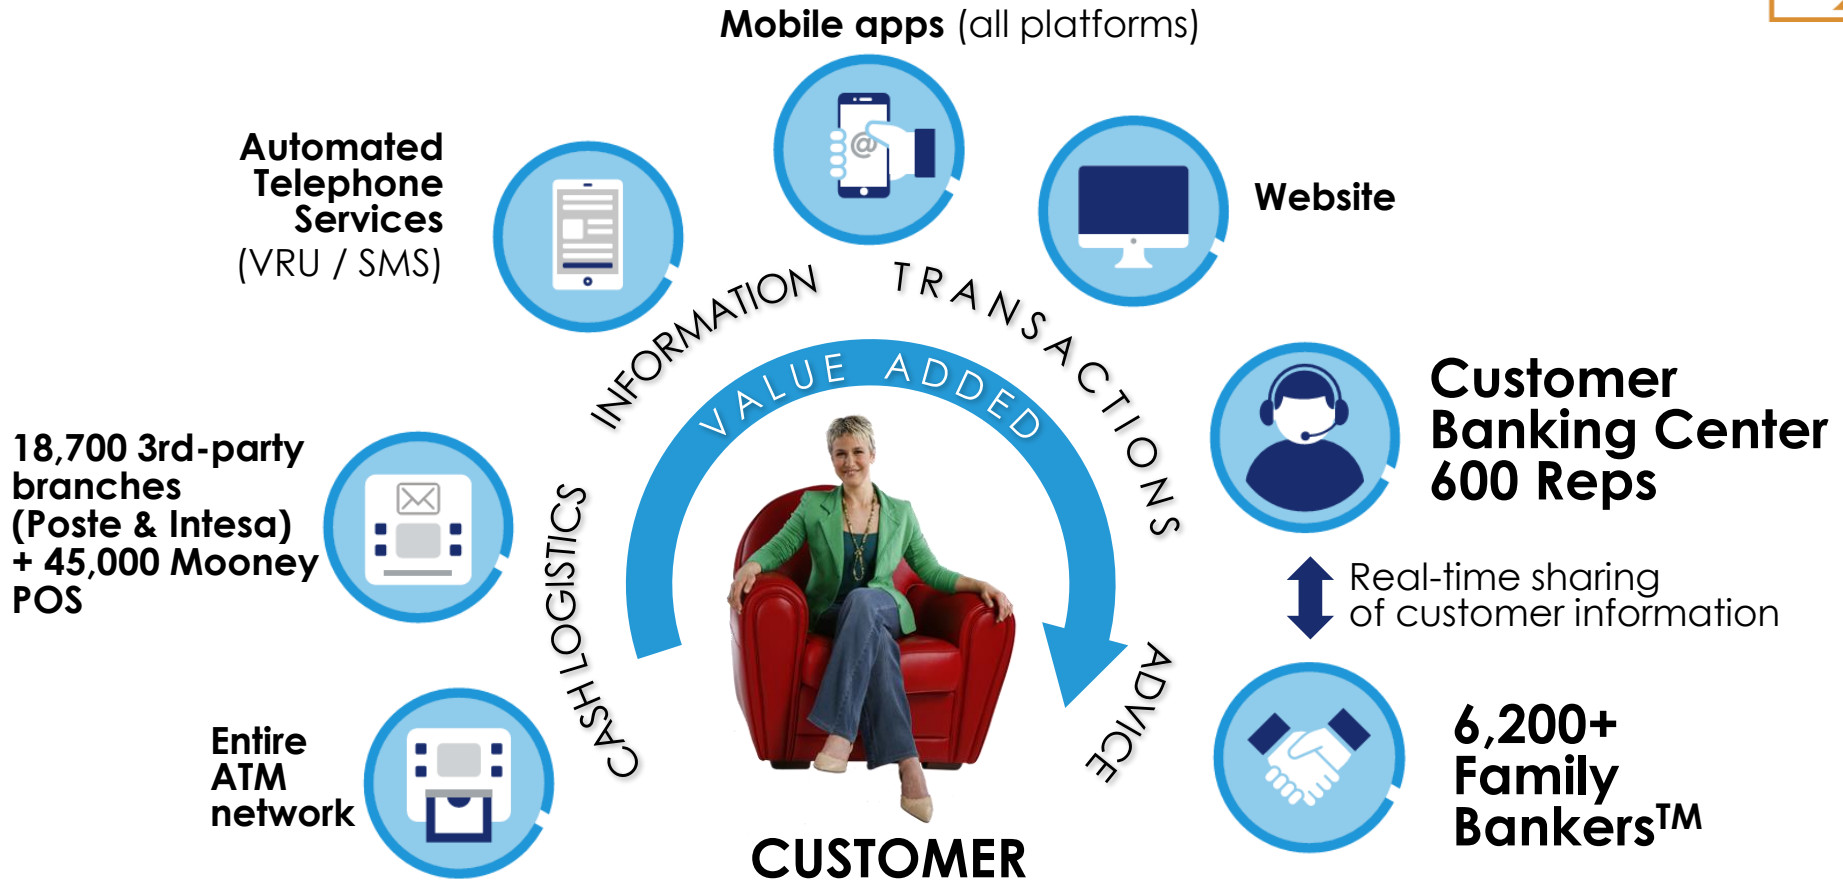 Mobile apps (all platforms)
Automated
Telephone
Services
(VRU / SMS)
@
Website
INFORMATION
TRANSACTIONS
VALUE ADDED
Customer
Banking Center
600 Reps
18,700 3rd-party
branches
(Poste & Intesa)
+ 45,000 Mooney
POS
CASH LOGISTICS
Real-time sharing
of customer information
ADVICE
Entire
ATM
network
6,200+
Family
Bankers™
CUSTOMER